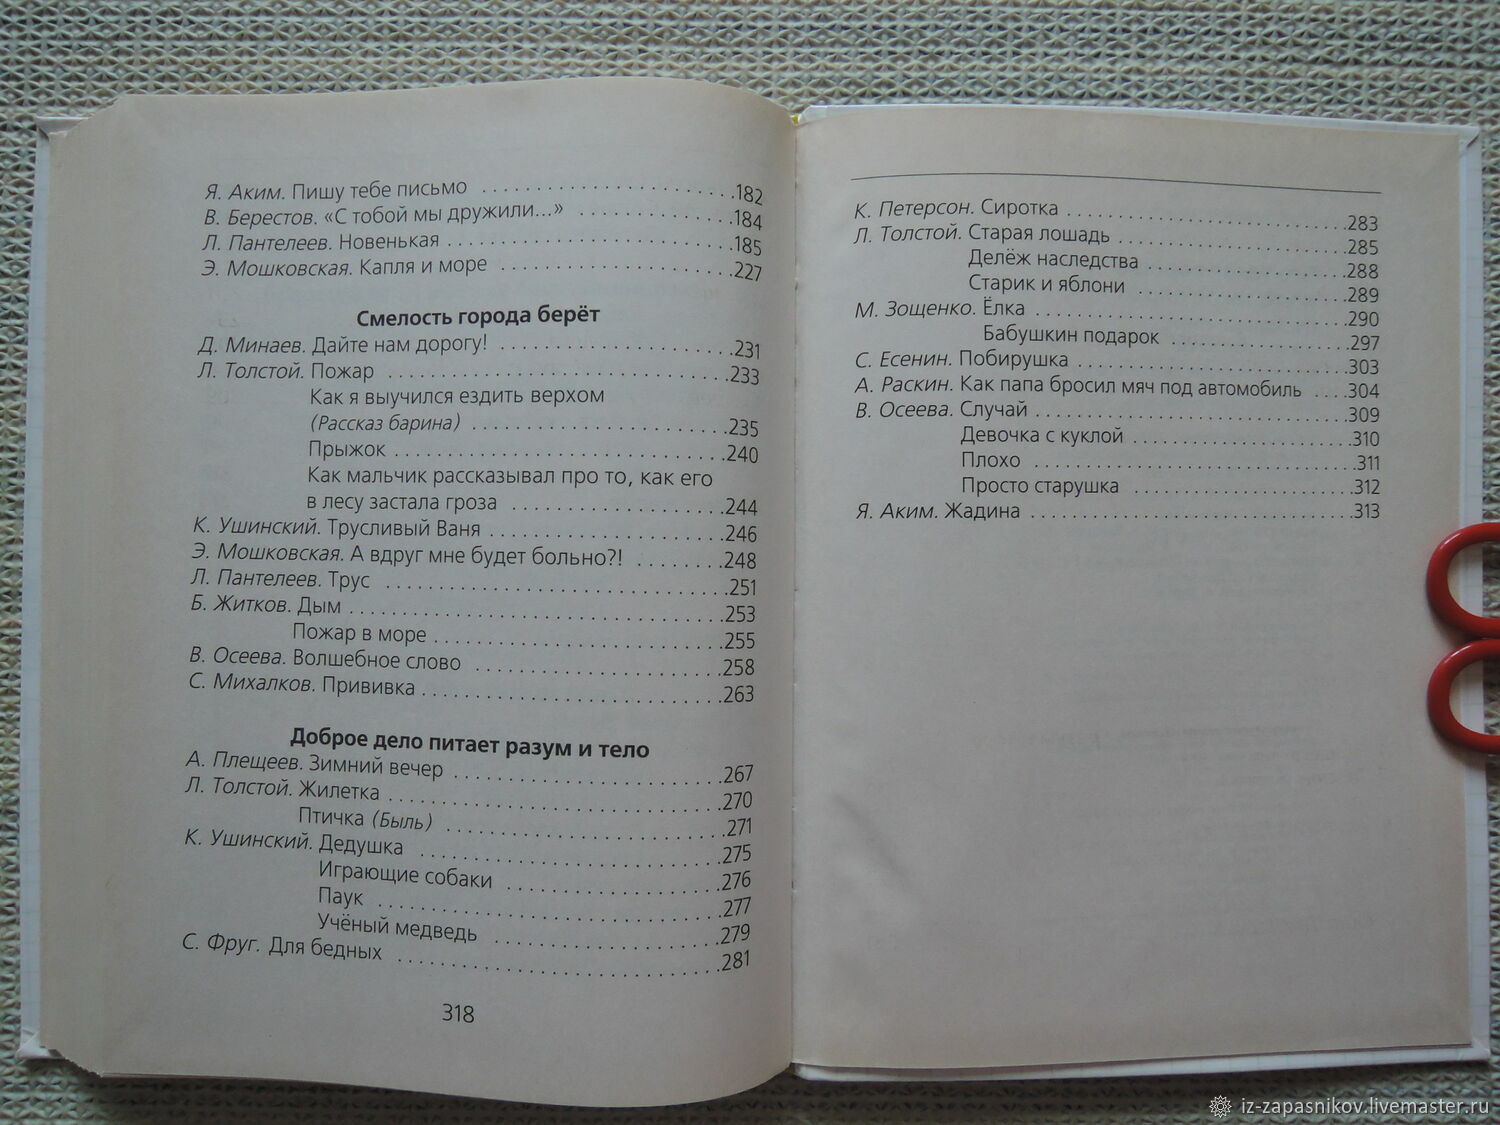 Я. Аким. Пишу тебе письмо . . . . . . . . . . . . . . . . . . . . .182
В. Берестов. «С тобой мы дружили...» . . . . . . . . . . . . .184
Л. Пантелеев. Новенькая . . . . . . . . . . . . . . . . . . . . . . .185
Э. Мошковская. Капля и море . . . . . . . . . . . . . . . . . . .227
Смелость города берёт
Д. Минаев. Дайте нам дорогу! . . . . . . . . . . . . . . . . . . .231
Л. Толстой. Пожар . . . . . . . . . . . . . . . . . . . . . . . . . . . .233
Как я выучился ездить верхом
(Рассказ барина) . . . . . . . . . . . . . . . . . . . . .235
Прыжок . . . . . . . . . . . . . . . . . . . . . . . . . . . .240
Как мальчик рассказывал про то, как его
в лесу застала гроза . . . . . . . . . . . . . . . . . .244
К. Ушинский. Трусливый Ваня . . . . . . . . . . . . . . . . . . .246
Э. Мошковская. А вдруг мне будет больно?! . . . . . . . .248
Л. Пантелеев. Трус . . . . . . . . . . . . . . . . . . . . . . . . . . . .251
Б. Житков. Дым . . . . . . . . . . . . . . . . . . . . . . . . . . . . . . .253
Пожар в море . . . . . . . . . . . . . . . . . . . . . . . .255
В. Осеева. Волшебное слово . . . . . . . . . . . . . . . . . . . . .258
С. Михалков. Прививка . . . . . . . . . . . . . . . . . . . . . . . . .263
Доброе дело питает разум и тело
А. Плещеев. Зимний вечер . . . . . . . . . . . . . . . . . . . . . .267
Л. Толстой. Жилетка . . . . . . . . . . . . . . . . . . . . . . . . . . .270
Птичка (Быль) . . . . . . . . . . . . . . . . . . . . . . .271
К. Ушинский. Дедушка . . . . . . . . . . . . . . . . . . . . . . . . .275
Играющие собаки . . . . . . . . . . . . . . . . . .276
Паук . . . . . . . . . . . . . . . . . . . . . . . . . . . .277
Учёный медведь . . . . . . . . . . . . . . . . . . .279
С. Фруг. Для бедных . . . . . . . . . . . . . . . . . . . . . . . . . .281
318
К. Петерсон. Сиротка . . . . . . . . . . . . . . . . . . . . . . . . .283
Л. Толстой. Старая лошадь . . . . . . . . . . . . . . . . . . . . .285
Делёж наследства . . . . . . . . . . . . . . . . . .288
Старик и яблони . . . . . . . . . . . . . . . . . . .289
М. Зощенко. Ёлка . . . . . . . . . . . . . . . . . . . . . . . . . . . .290
Бабушкин подарок . . . . . . . . . . . . . . . . .297
С. Есенин. Побирушка . . . . . . . . . . . . . . . . . . . . . . . . .303
А. Раскин. Как папа бросил мяч под автомобиль . . . .304
В. Осеева. Случай . . . . . . . . . . . . . . . . . . . . . . . . . . . .309
Девочка с куклой . . . . . . . . . . . . . . . . . . . .310
Плохо . . . . . . . . . . . . . . . . . . . . . . . . . . . . .311
Просто старушка . . . . . . . . . . . . . . . . . . . .312
Я. Аким. Жадина . . . . . . . . . . . . . . . . . . . . . . . . . . . . .313
iz-zapasnikov.livemaster.ru